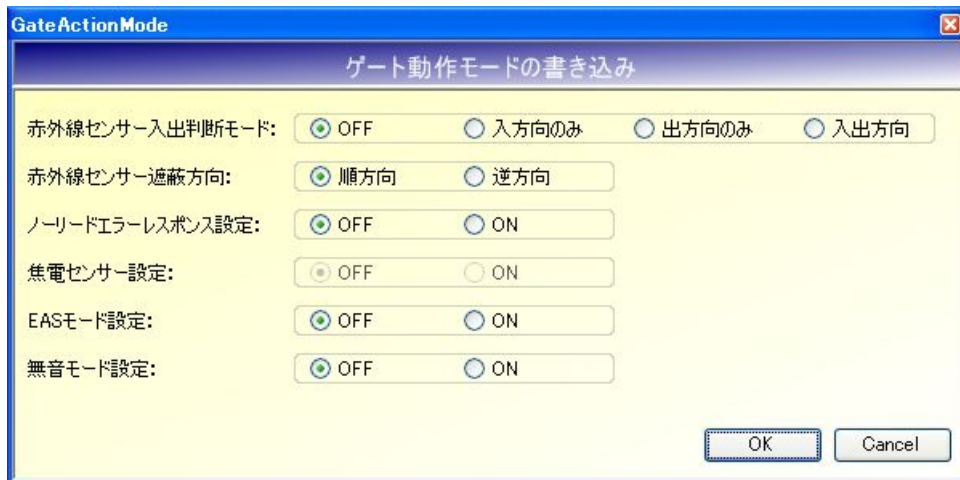 GateActionMode
ゲート動作モードの書き込み
赤外線センサー入出判断モード: OFF 入方向のみ 出方向のみ 入出方向
赤外線センサー遮蔽方向: 順方向 逆方向
ノーリードエラーレスポンス設定: OFF ON
焦電センサー設定: OFF ON
EASモード設定: OFF ON
無音モード設定: OFF ON
OK Cancel